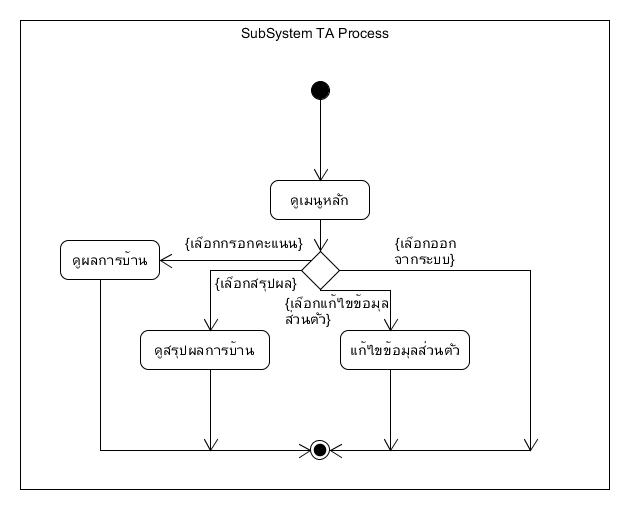 SubSystem TA Process
ดูเมนูหลัก
{เลือกกรอกคะแนน}
{เลือกออก
จากระบบ}
ดูผลการบ้าน
{เลือกสรุปผล}
{เลือกแก้ไขข้อมูล
ส่วนตัว}
ดูสรุปผลการบ้าน
แก้ไขข้อมูลส่วนตัว